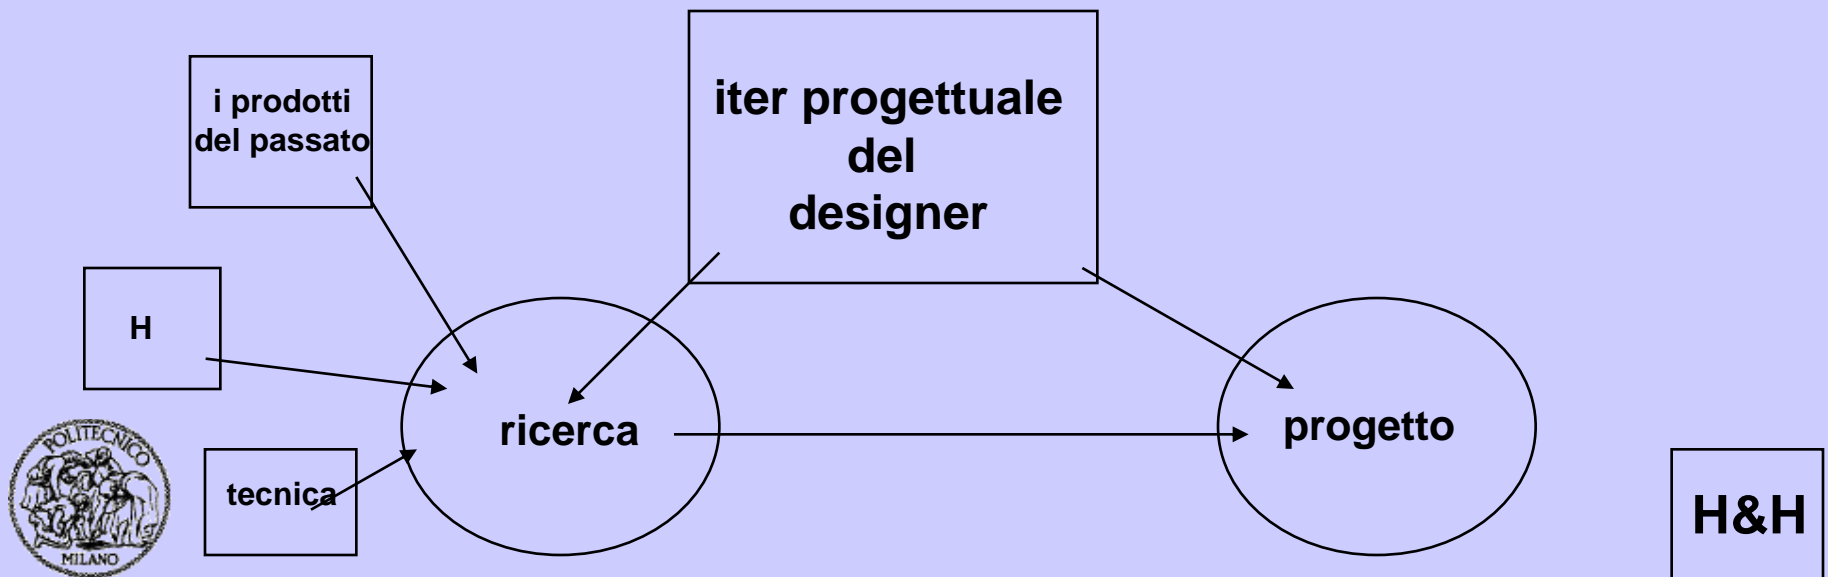 iter progettuale
del
designer
i prodotti
del passato
H
ricerca
progetto
tecnica
H&H
POLITECNICO
MILANO